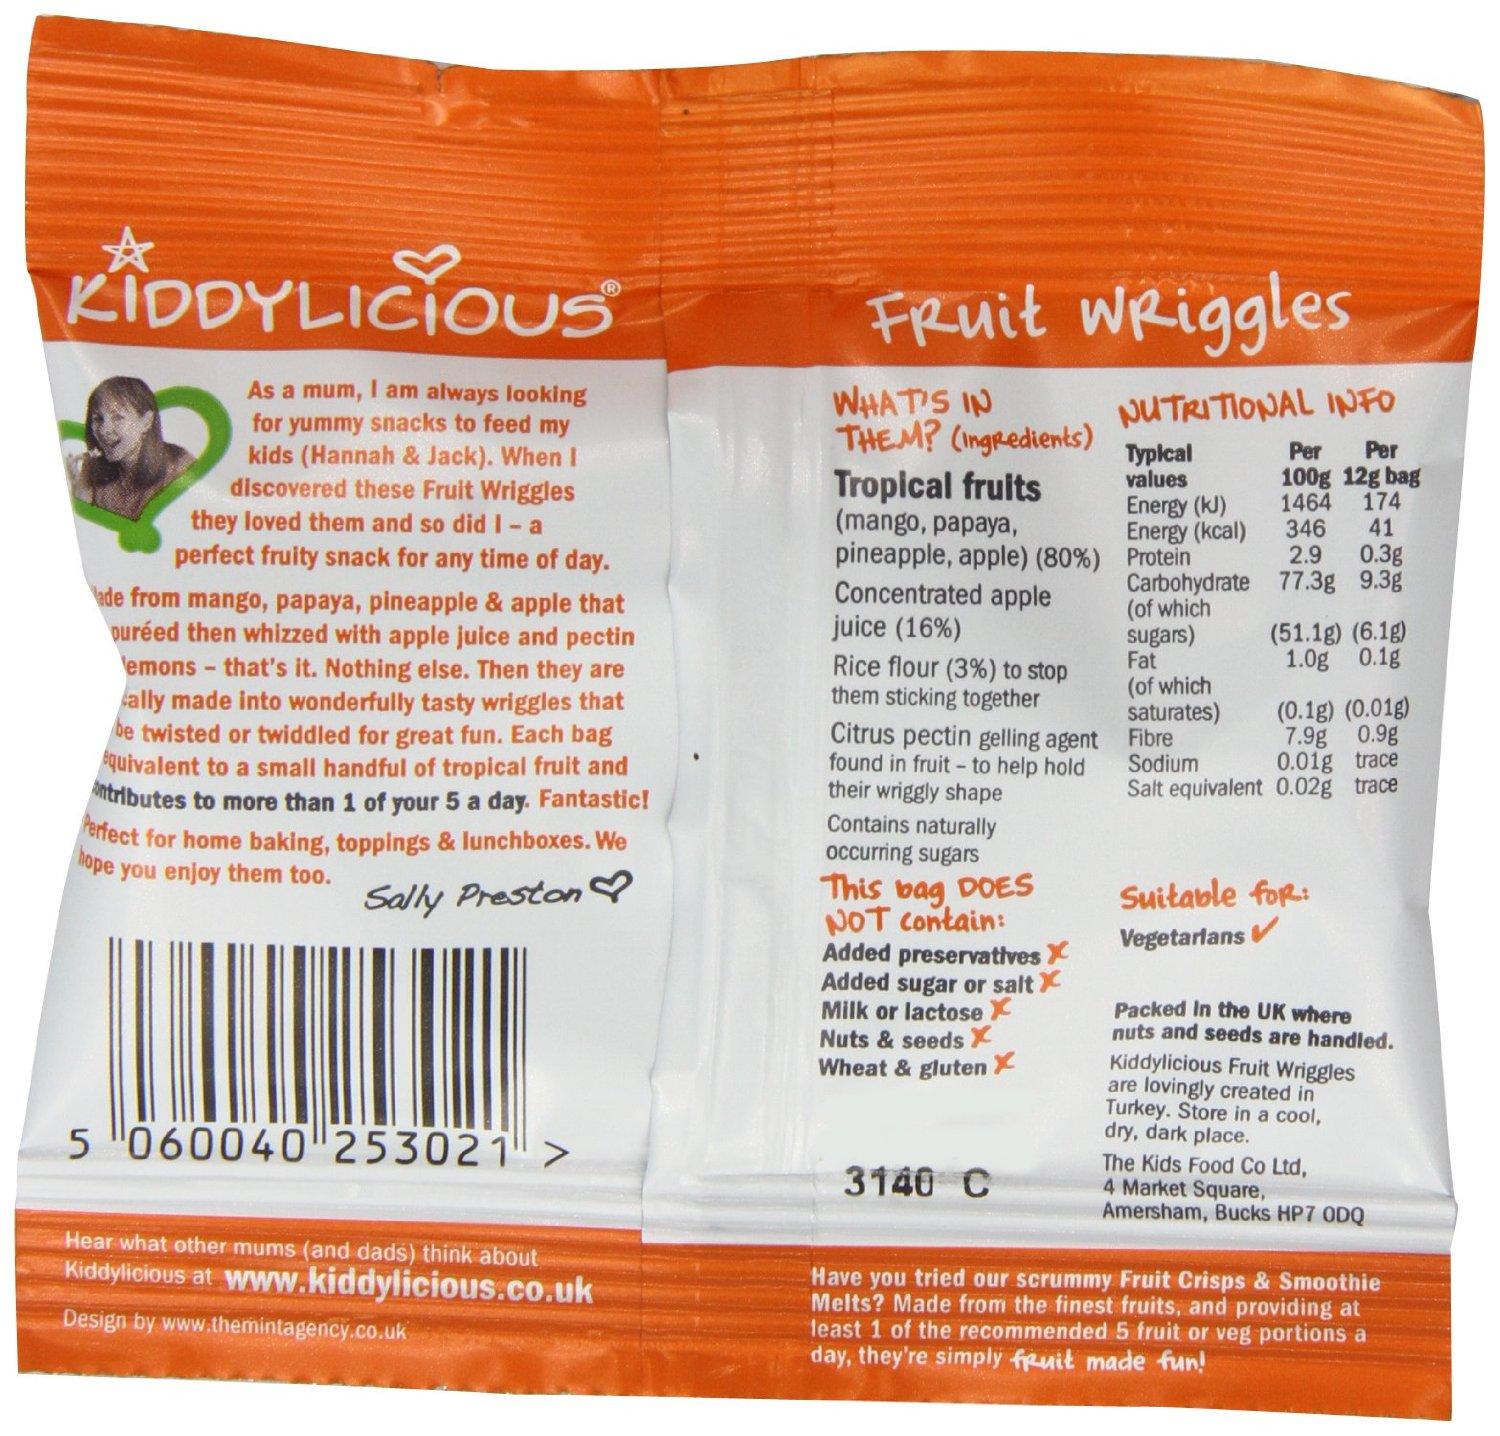 KIDDYLICIOUS®
As a mum, I am always looking
for yummy snacks to feed my
kids (Hannah & Jack). When I
discovered these Fruit Wriggles
they loved them and so did I – a
perfect fruity snack for any time of day.
from mango, papaya, pineapple & apple that
puréed then whizzed with apple juice and pectin
lemons – that's it. Nothing else. Then they are
made into wonderfully tasty wriggles that
be twisted or twiddled for great fun. Each bag
equivalent to a small handful of tropical fruit and
contributes to more than 1 of your 5 a day. Fantastic!
Perfect for home baking, toppings & lunchboxes. We
hope you enjoy them too.
Sally Preston
5 060040 253021 >
Hear what other mums (and dads) think about
Kiddylicious at www.kiddylicious.co.uk
Design by www.themintagency.co.uk
Fruit Wriggles
WHAT'S IN
THEM? (Ingredients)
Tropical fruits
(mango, papaya,
pineapple, apple) (80%)
Concentrated apple
juice (16%)
Rice flour (3%) to stop
them sticking together
Citrus pectin gelling agent
found in fruit – to help hold
their wriggly shape
Contains naturally
occurring sugars
This bag DOES
NOT contain:
Added preservatives ✗
Added sugar or salt ✗
Milk or lactose ✗
Nuts & seeds ✗
Wheat & gluten ✗
3140 C
NUTRITIONAL INFO
Typical Per Per
values 100g 12g bag
Energy (kJ) 1464 174
Energy (kcal) 346 41
Protein 2.9 0.3g
Carbohydrate 77.3g 9.3g
(of which
sugars) (51.1g) (6.1g)
Fat 1.0g 0.1g
(of which
saturates) (0.1g) (0.01g)
Fibre 7.9g 0.9g
Sodium 0.01g trace
Salt equivalent 0.02g trace
Suitable for:
Vegetarians ✓
Packed in the UK where
nuts and seeds are handled.
Kiddylicious Fruit Wriggles
are lovingly created in
Turkey. Store in a cool,
dry, dark place.
The Kids Food Co Ltd,
4 Market Square,
Amersham, Bucks HP7 0DQ
Have you tried our scrummy Fruit Crisps & Smoothie
Melts? Made from the finest fruits, and providing at
least 1 of the recommended 5 fruit or veg portions a
day, they're simply fruit made fun!